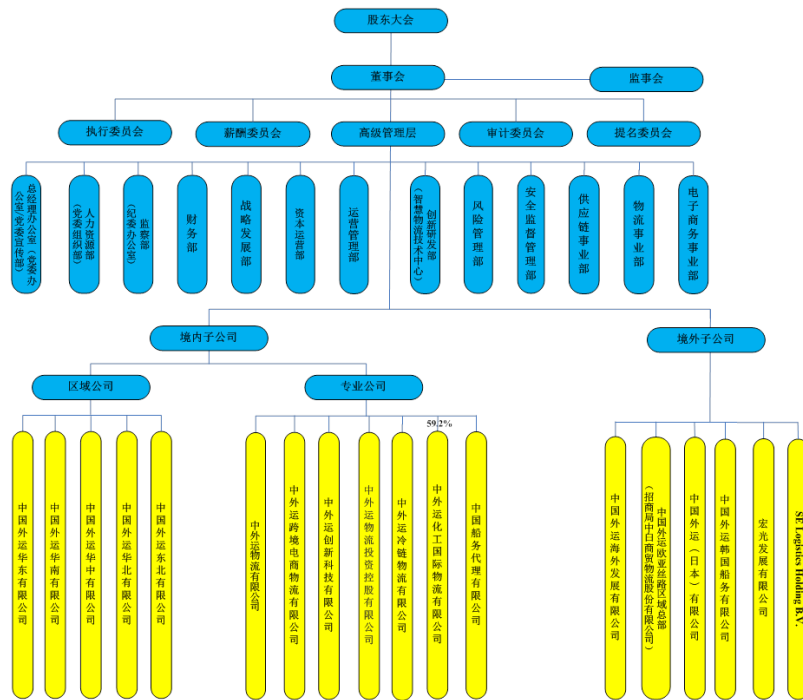 股东大会
董事会
监事会
执行委员会
薪酬委员会
高级管理层
审计委员会
提名委员会
总经理办公室（党委办
公室/党委宣传部）
人力资源部
（党委组织部）
监察部
（纪委办公室）
财务部
战略发展部
资本运营部
运营管理部
创新研发部
（智慧物流技术中心）
风险管理部
安全监督管理部
供应链事业部
物流事业部
电子商务事业部
境内子公司
境外子公司
区域公司
专业公司
59.2%
中国外运华东有限公司
中国外运华南有限公司
中国外运华中有限公司
中国外运华北有限公司
中国外运东北有限公司
中外运物流有限公司
中外运跨境电商物流有限公司
中外运创新科技有限公司
中外运物流投资控股有限公司
中外运冷链物流有限公司
中外运化工国际物流有限公司
中国船务代理有限公司
中国外运海外发展有限公司
中国外运欧亚丝路区域总部
（招商局中白商贸物流股份有限公司）
中国外运（日本）有限公司
中国外运韩国船务有限公司
宏光发展有限公司
SE Logistics Holding B.V.